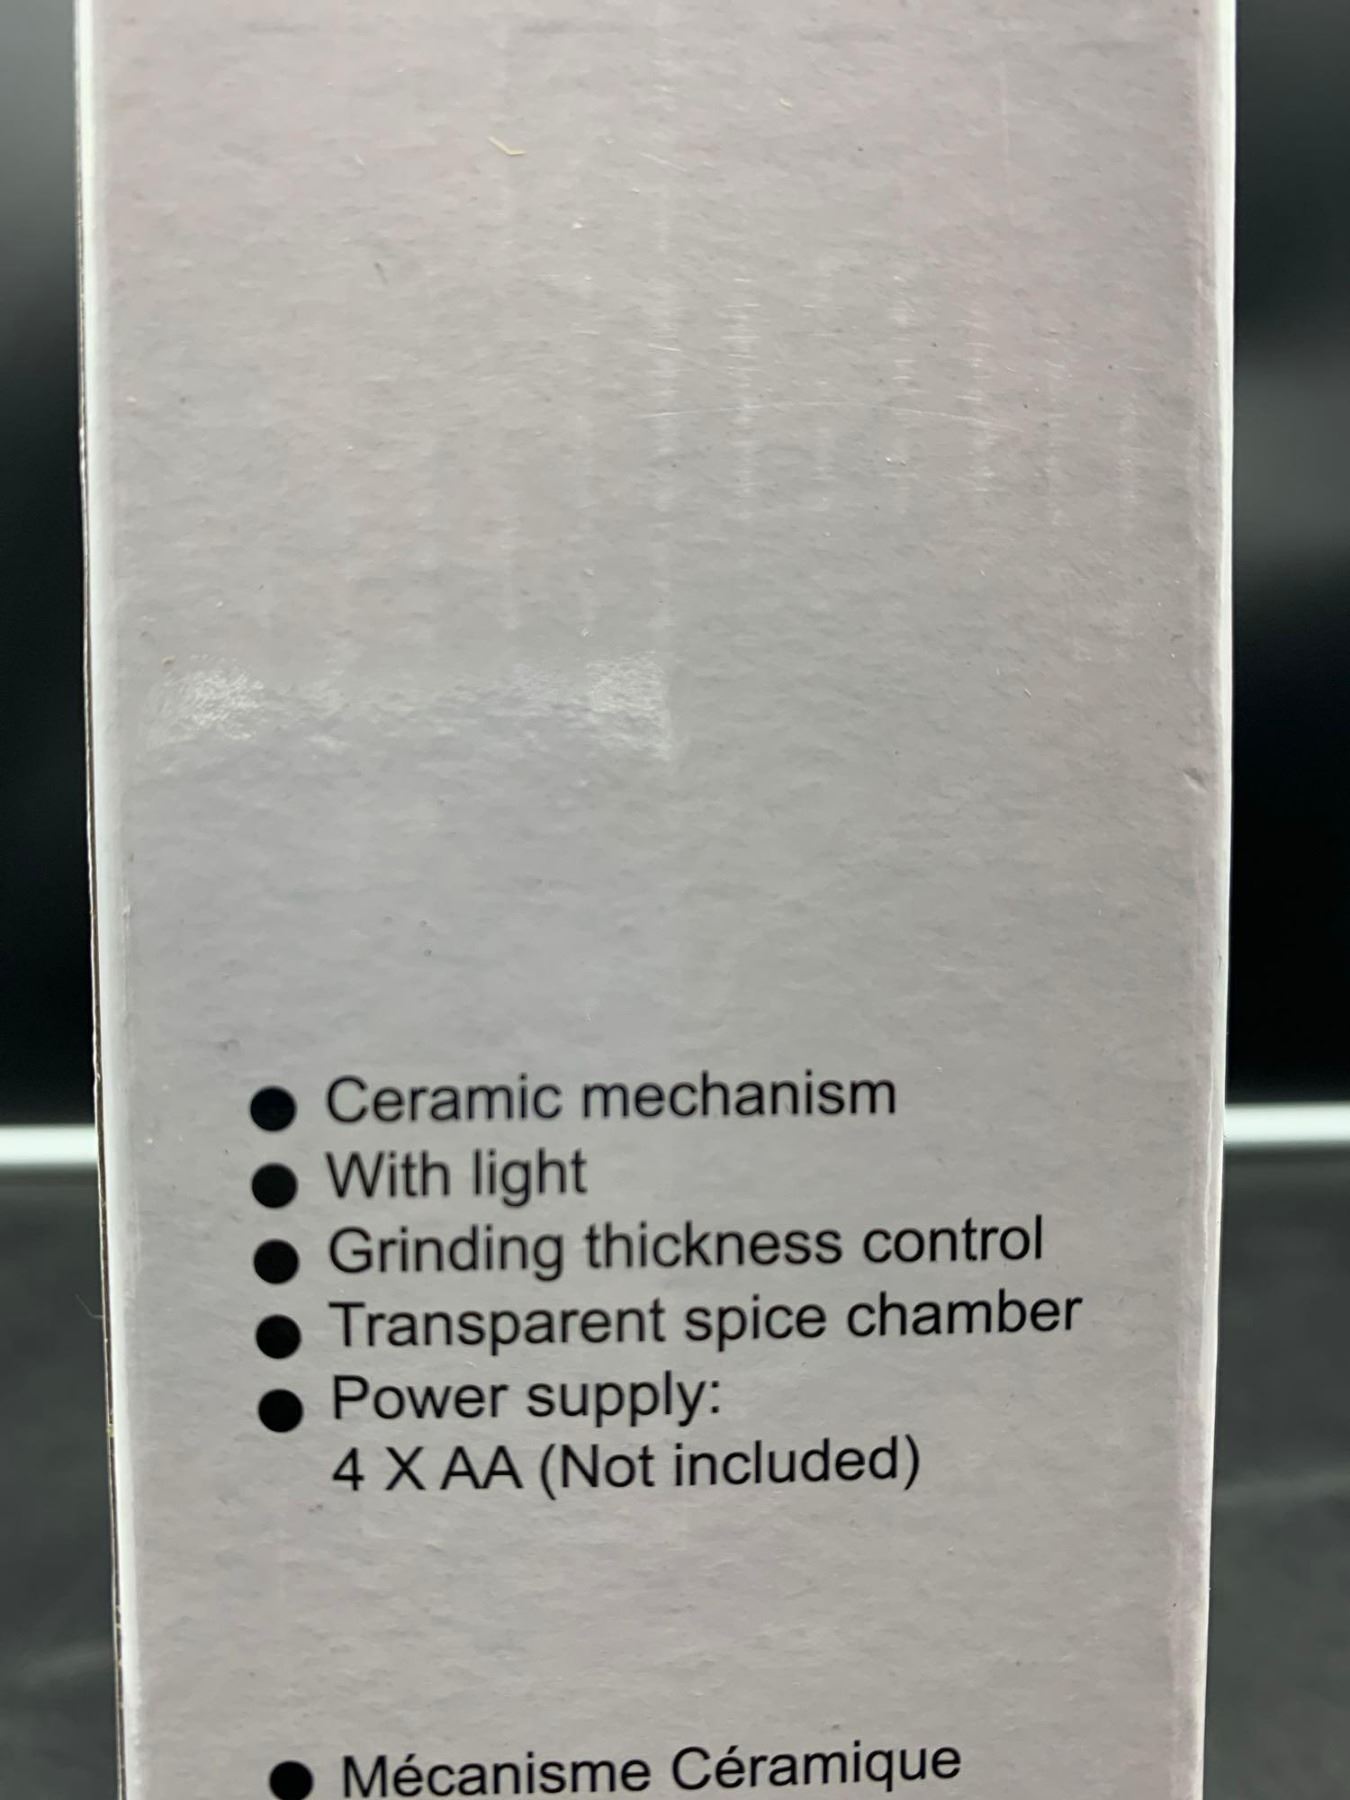 ● Ceramic mechanism
● With light
● Grinding thickness control
● Transparent spice chamber
● Power supply:
4 X AA (Not included)
● Mécanisme Céramique